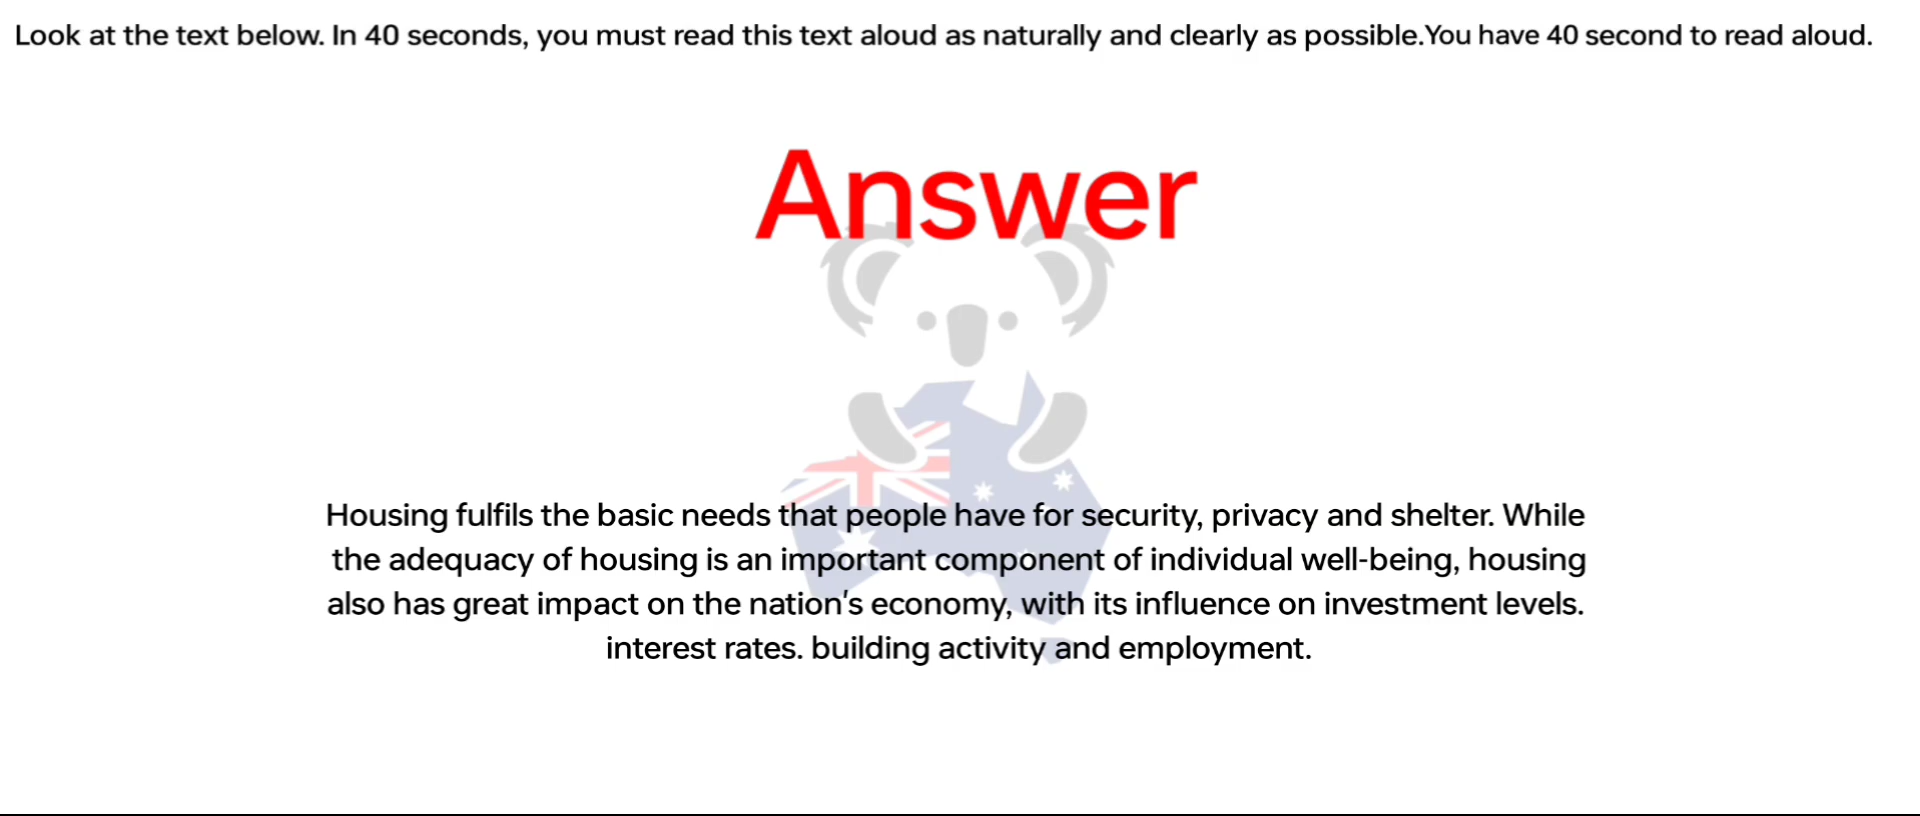 Look at the text below. In 40 seconds, you must read this text aloud as naturally and clearly as possible.You have 40 second to read aloud.
Answer
Housing fulfils the basic needs that people have for security, privacy and shelter. While
the adequacy of housing is an important component of individual well-being, housing
also has great impact on the nation's economy, with its influence on investment levels.
interest rates. building activity and employment.